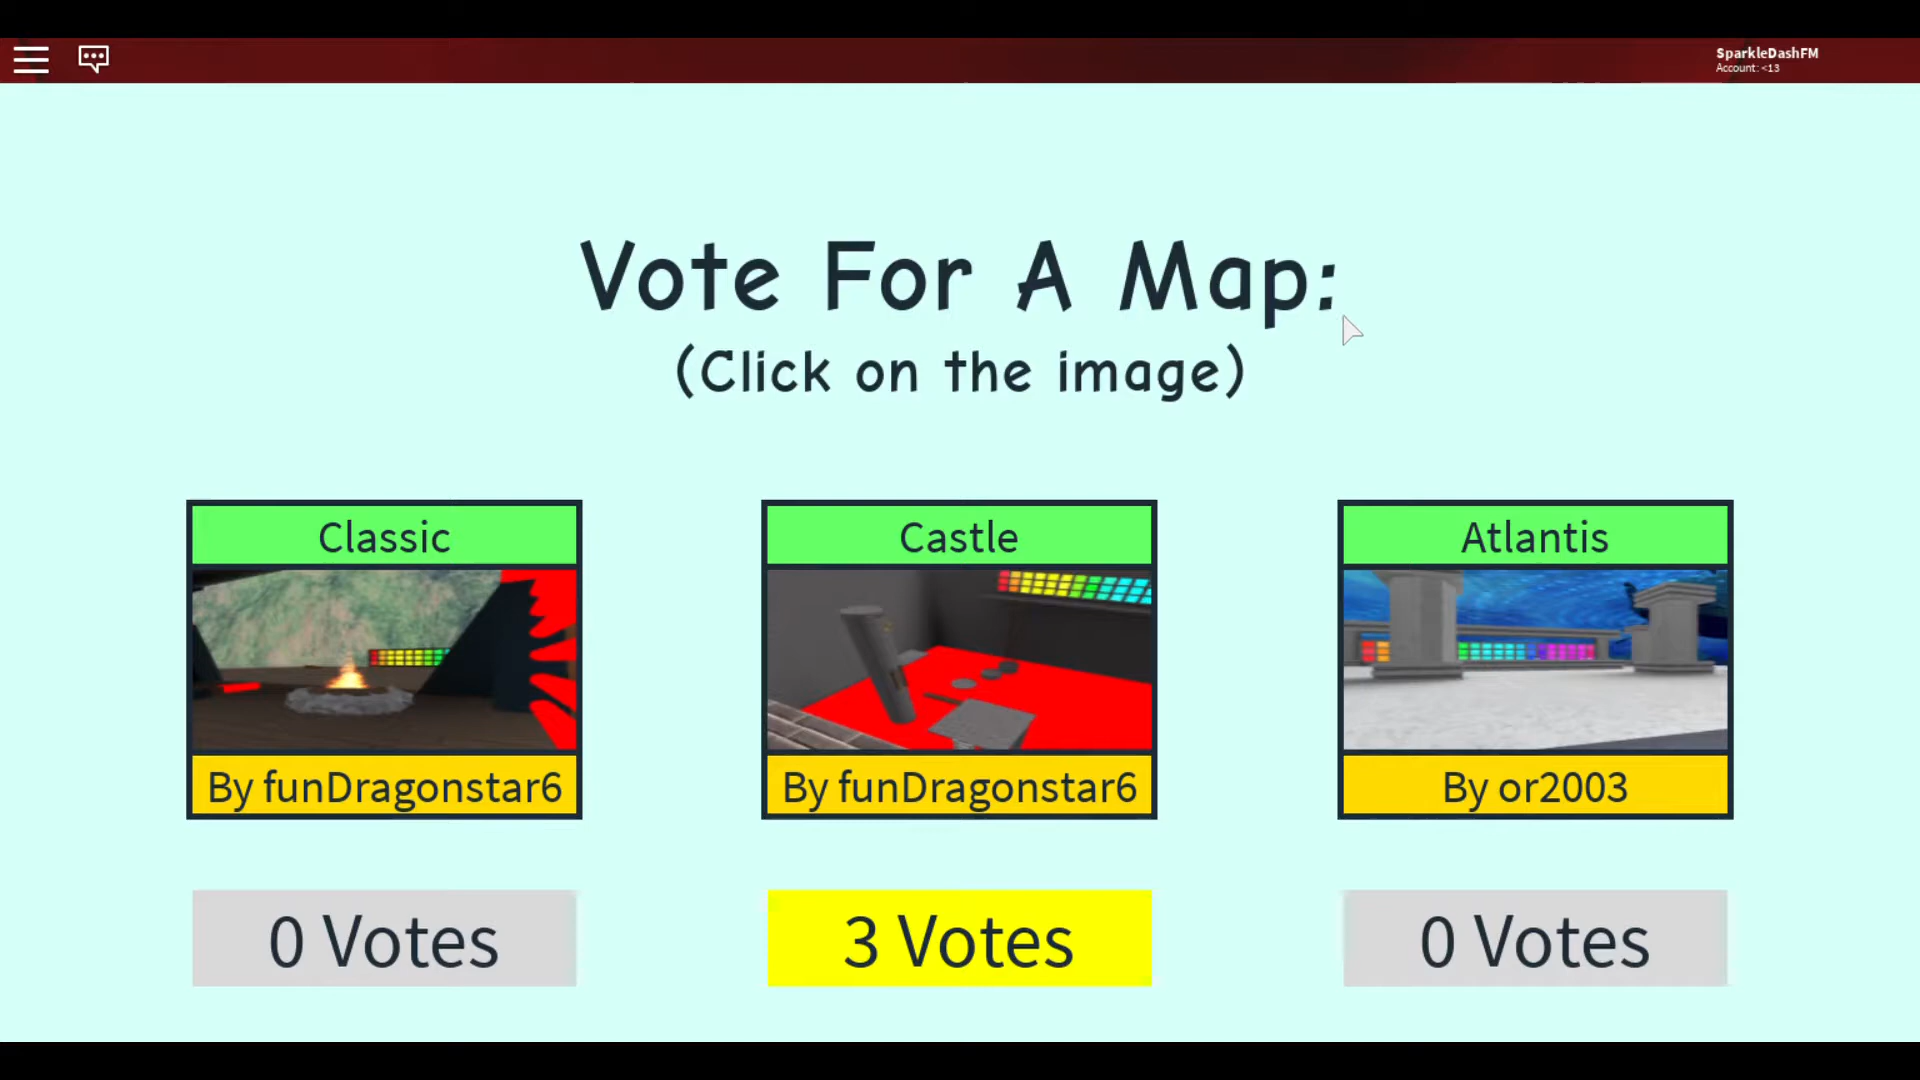 SparkleDashFM
Account: <13
Vote For A Map:
(Click on the image)
Classic
Castle
Atlantis
By funDragonstar6
By funDragonstar6
By or2003
0 Votes
3 Votes
0 Votes